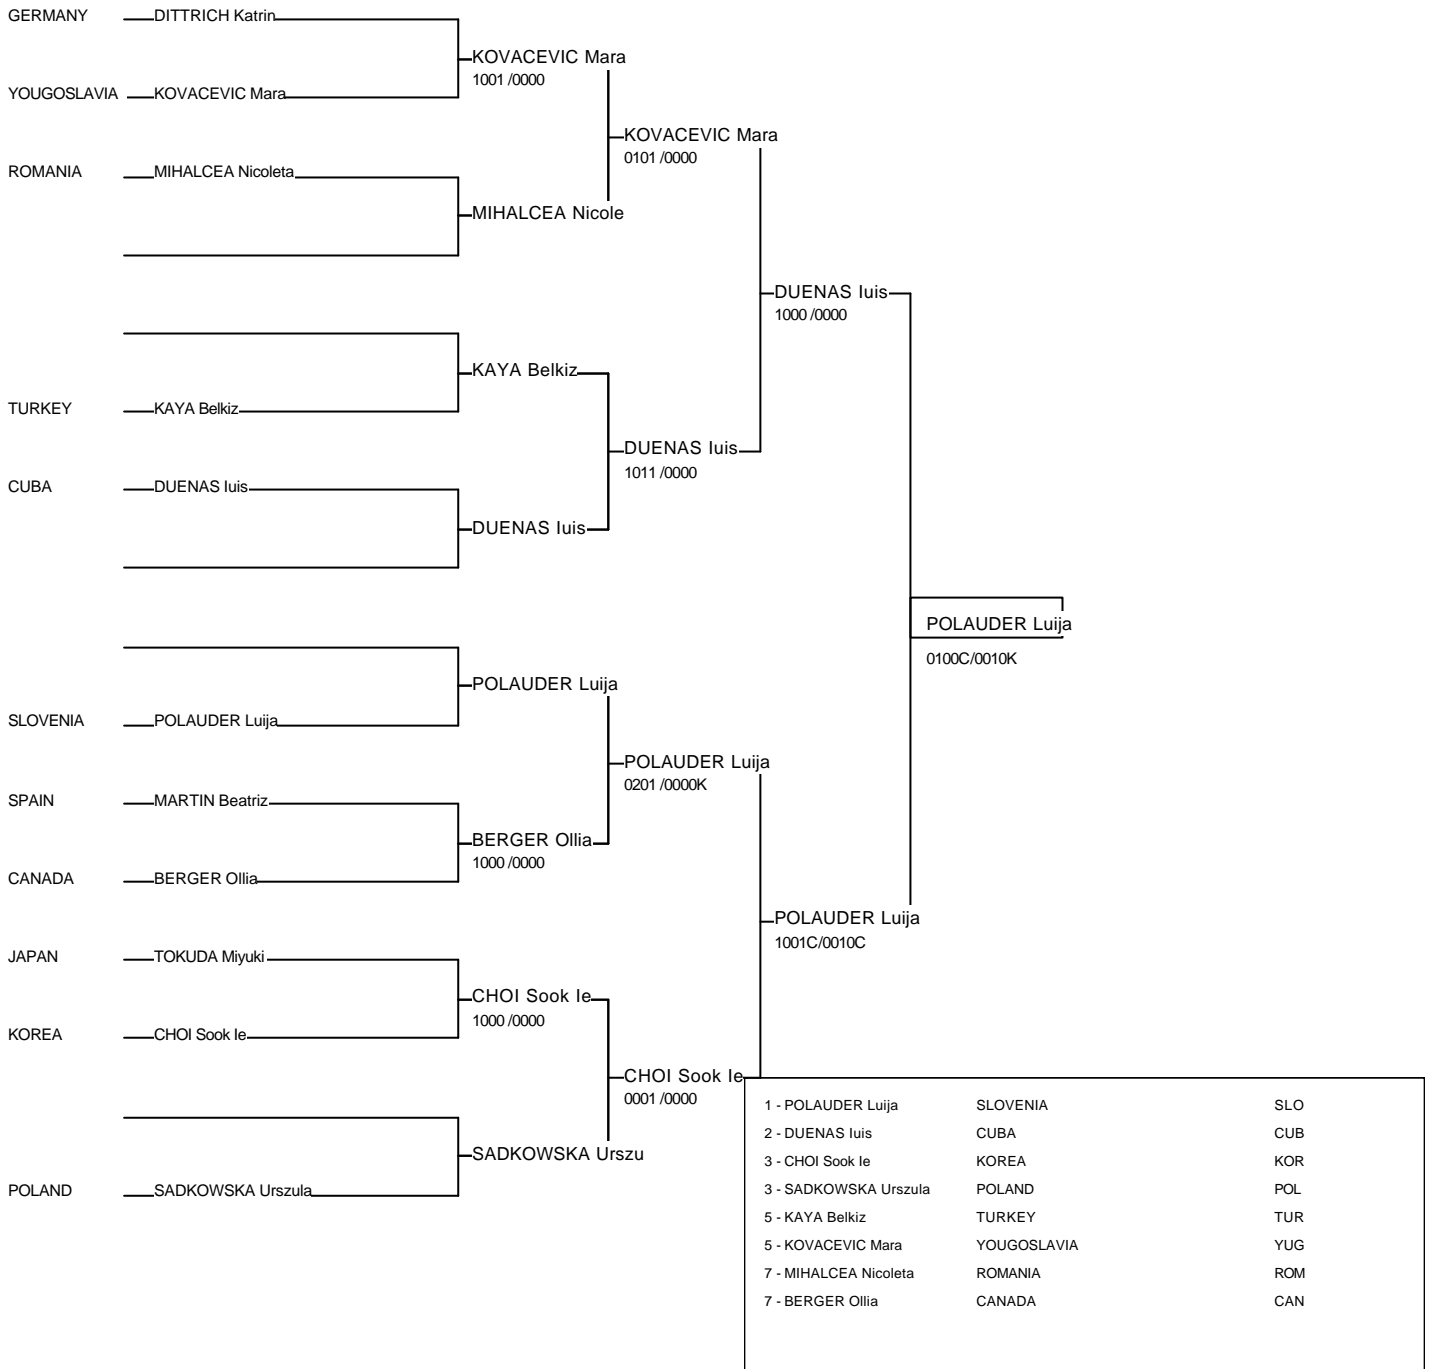 GERMANY DITTRICH Katrin
KOVACEVIC Mara
1001 /0000
YOUGOSLAVIA KOVACEVIC Mara
KOVACEVIC Mara
0101 /0000
ROMANIA MIHALCEA Nicoleta
MIHALCEA Nicole
DUENAS Iuis
1000 /0000
KAYA Belkiz
TURKEY KAYA Belkiz
DUENAS Iuis
1011 /0000
CUBA DUENAS Iuis
DUENAS Iuis
POLAUDER Luija
0100C/0010K
POLAUDER Luija
SLOVENIA POLAUDER Luija
POLAUDER Luija
0201 /0000K
SPAIN MARTIN Beatriz
BERGER Ollia
1000 /0000
CANADA BERGER Ollia
POLAUDER Luija
1001C/0010C
JAPAN TOKUDA Miyuki
CHOI Sook Ie
1000 /0000
KOREA CHOI Sook Ie
CHOI Sook Ie
0001 /0000
SADKOWSKA Urszu
POLAND SADKOWSKA Urszula
1 - POLAUDER Luija SLOVENIA SLO
2 - DUENAS Iuis CUBA CUB
3 - CHOI Sook Ie KOREA KOR
3 - SADKOWSKA Urszula POLAND POL
5 - KAYA Belkiz TURKEY TUR
5 - KOVACEVIC Mara YOUGOSLAVIA YUG
7 - MIHALCEA Nicoleta ROMANIA ROM
7 - BERGER Ollia CANADA CAN